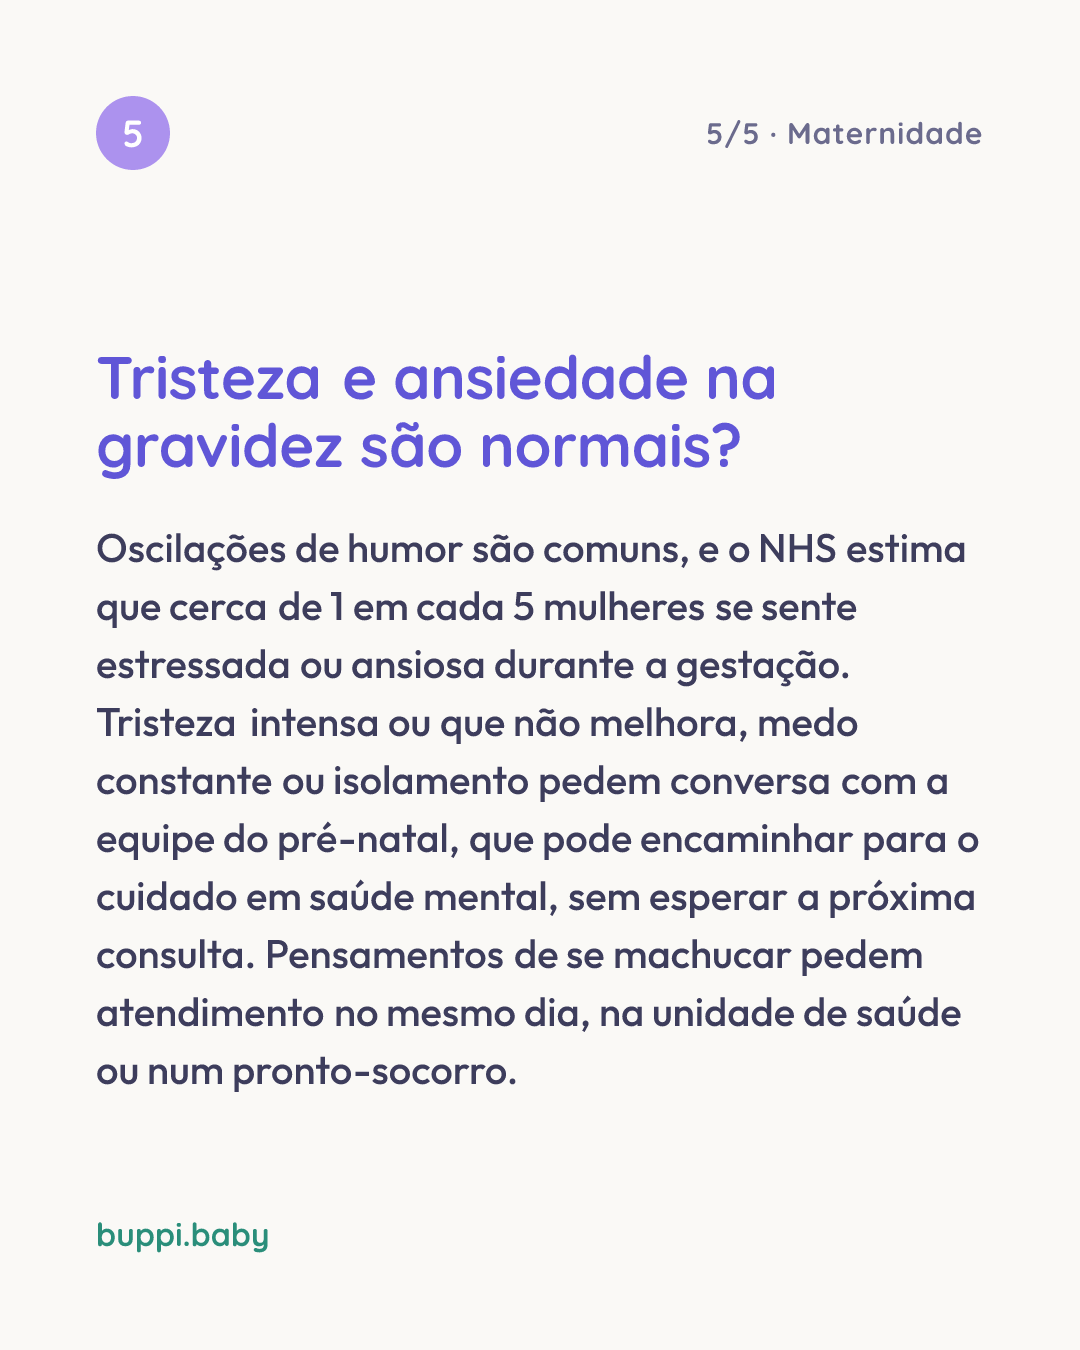 5
5/5 · Maternidade
Tristeza e ansiedade na
gravidez são normais?
Oscilações de humor são comuns, e o NHS estima
que cerca de 1 em cada 5 mulheres se sente
estressada ou ansiosa durante a gestação.
Tristeza intensa ou que não melhora, medo
constante ou isolamento pedem conversa com a
equipe do pré-natal, que pode encaminhar para o
cuidado em saúde mental, sem esperar a próxima
consulta. Pensamentos de se machucar pedem
atendimento no mesmo dia, na unidade de saúde
ou num pronto-socorro.
buppi.baby